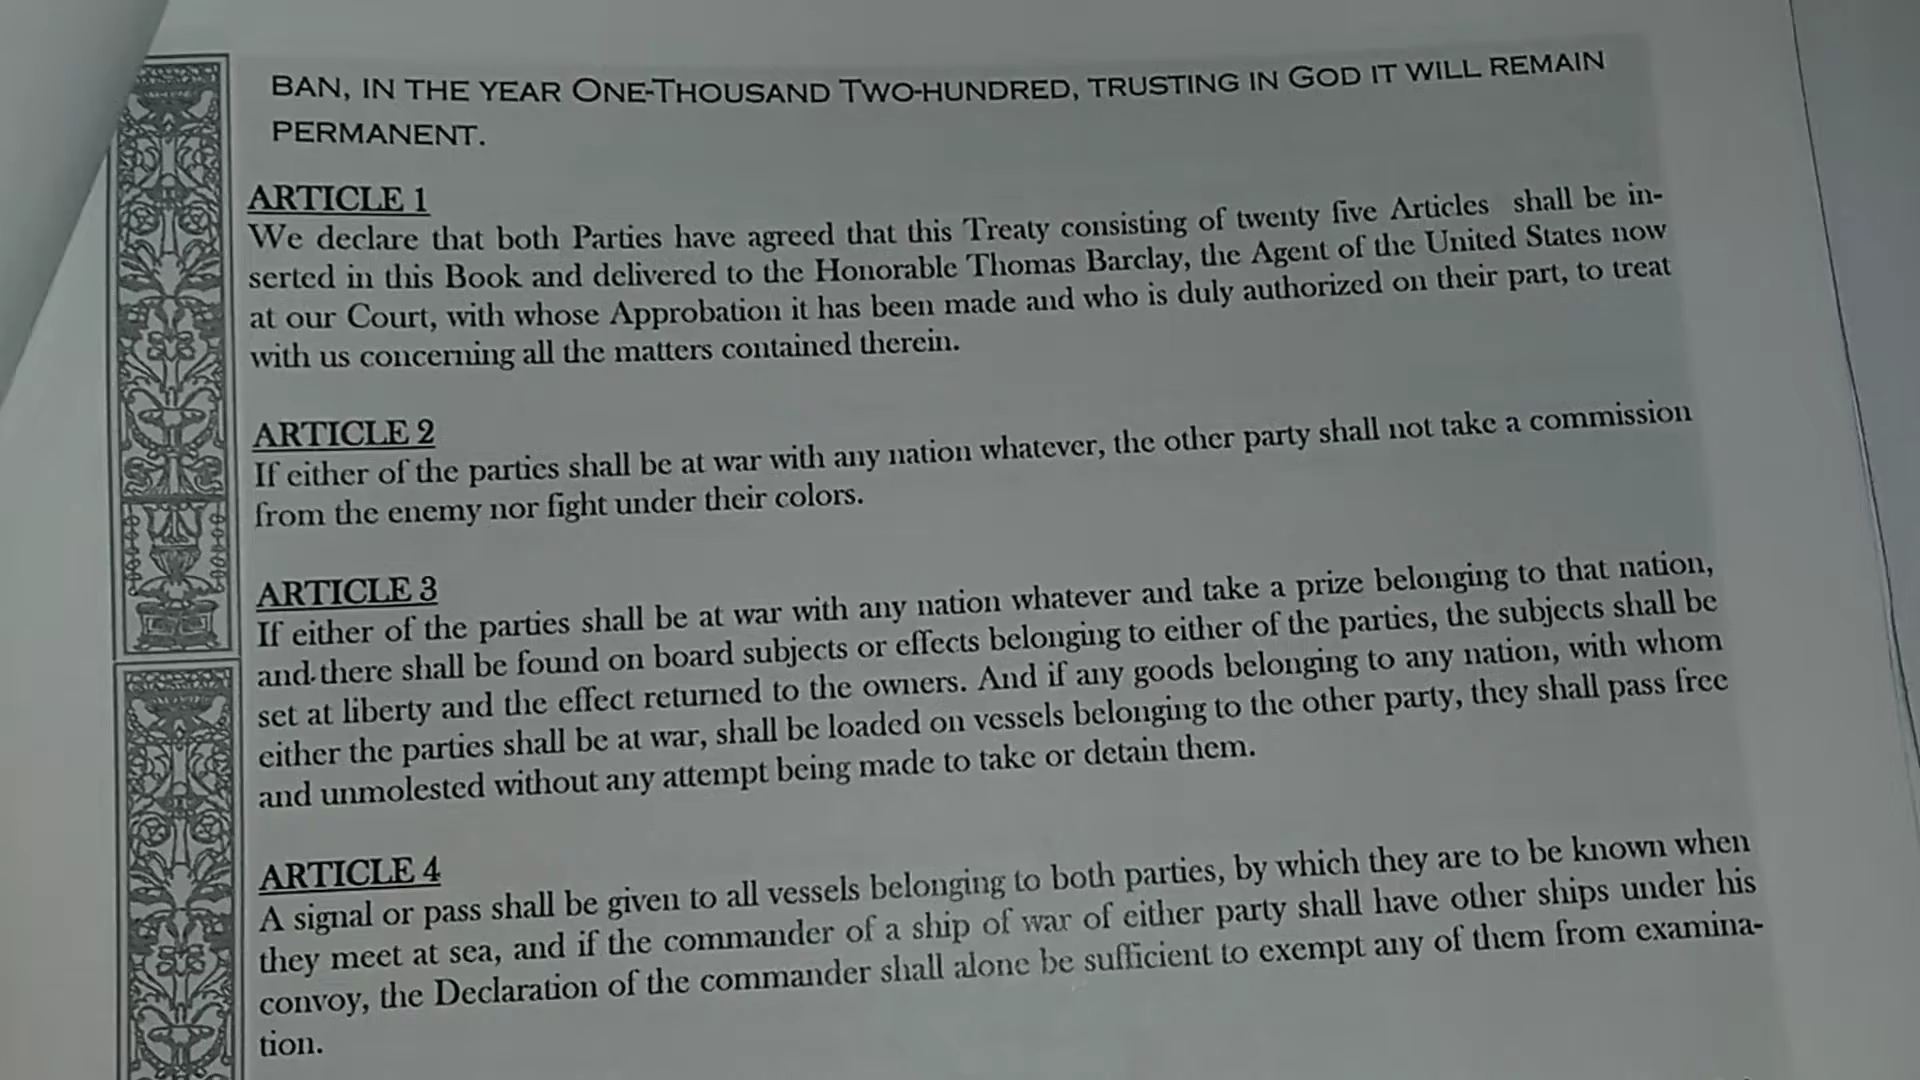 BAN, IN THE YEAR ONE-THOUSAND TWO-HUNDRED, TRUSTING IN GOD IT WILL REMAIN
PERMANENT.
ARTICLE 1
We declare that both Parties have agreed that this Treaty consisting of twenty five Articles shall be in-
serted in this Book and delivered to the Honorable Thomas Barclay, the Agent of the United States now
at our Court, with whose Approbation it has been made and who is duly authorized on their part, to treat
with us concerning all the matters contained therein.
ARTICLE 2
If either of the parties shall be at war with any nation whatever, the other party shall not take a commission
from the enemy nor fight under their colors.
ARTICLE 3
If either of the parties shall be at war with any nation whatever and take a prize belonging to that nation,
and there shall be found on board subjects or effects belonging to either of the parties, the subjects shall be
set at liberty and the effect returned to the owners. And if any goods belonging to any nation, with whom
either the parties shall be at war, shall be loaded on vessels belonging to the other party, they shall pass free
and unmolested without any attempt being made to take or detain them.
ARTICLE 4
A signal or pass shall be given to all vessels belonging to both parties, by which they are to be known when
they meet at sea, and if the commander of a ship of war of either party shall have other ships under his
convoy, the Declaration of the commander shall alone be sufficient to exempt any of them from examina-
tion.